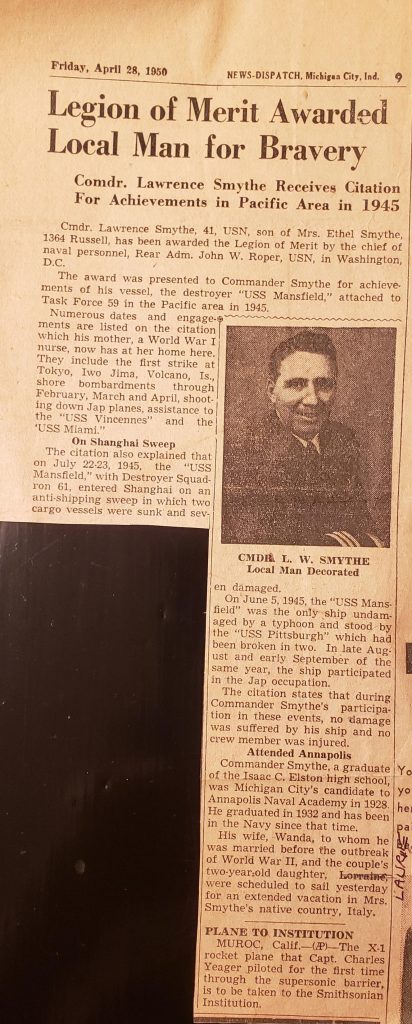 Friday, April 28, 1950
NEWS-DISPATCH, Michigan City, Ind. 9
Legion of Merit Awarded
Local Man for Bravery
Comdr. Lawrence Smythe Receives Citation
For Achievements in Pacific Area in 1945
Cmdr. Lawrence Smythe, 41, USN, son of Mrs. Ethel Smythe,
1364 Russell, has been awarded the Legion of Merit by the chief of
naval personnel, Rear Adm. John W. Roper, USN, in Washington,
D.C.
The award was presented to Commander Smythe for achieve-
ments of his vessel, the destroyer "USS Mansfield," attached to
Task Force 59 in the Pacific area in 1945.
Numerous dates and engage-
ments are listed on the citation
which his mother, a World War I
nurse, now has at her home here.
They include the first strike at
Tokyo, Iwo Jima, Volcano, Is.,
shore bombardments through
February, March and April, shoot-
ing down Jap planes, assistance to
the "USS Vincennes" and the
'USS Miami."
On Shanghai Sweep
The citation also explained that
on July 22-23, 1945, the "USS
Mansfield," with Destroyer Squad-
ron 61, entered Shanghai on an
anti-shipping sweep in which two
cargo vessels were sunk and sev-
CMDR. L. W. SMYTHE
Local Man Decorated
en damaged.
On June 5, 1945, the "USS Mans-
field" was the only ship undam-
aged by a typhoon and stood by
the "USS Pittsburgh" which had
been broken in two. In late Aug-
ust and early September of the
same year, the ship participated
in the Jap occupation.
The citation states that during
Commander Smythe's participa-
tion in these events, no damage
was suffered by his ship and no
crew member was injured.
Attended Annapolis
Commander Smythe, a graduate
of the Isaac C. Elston high school,
was Michigan City's candidate to
Annapolis Naval Academy in 1928.
He graduated in 1932 and has been
in the Navy since that time.
His wife, Wanda, to whom he
was married before the outbreak
of World War II, and the couple's
two-year-old daughter, Lorraine,
were scheduled to sail yesterday
for an extended vacation in Mrs.
Smythe's native country, Italy.
PLANE TO INSTITUTION
MUROC, Calif.—(AP)—The X-1
rocket plane that Capt. Charles
Yeager piloted for the first time
through the supersonic barrier,
is to be taken to the Smithsonian
Institution.
Yo
yo
her
pa